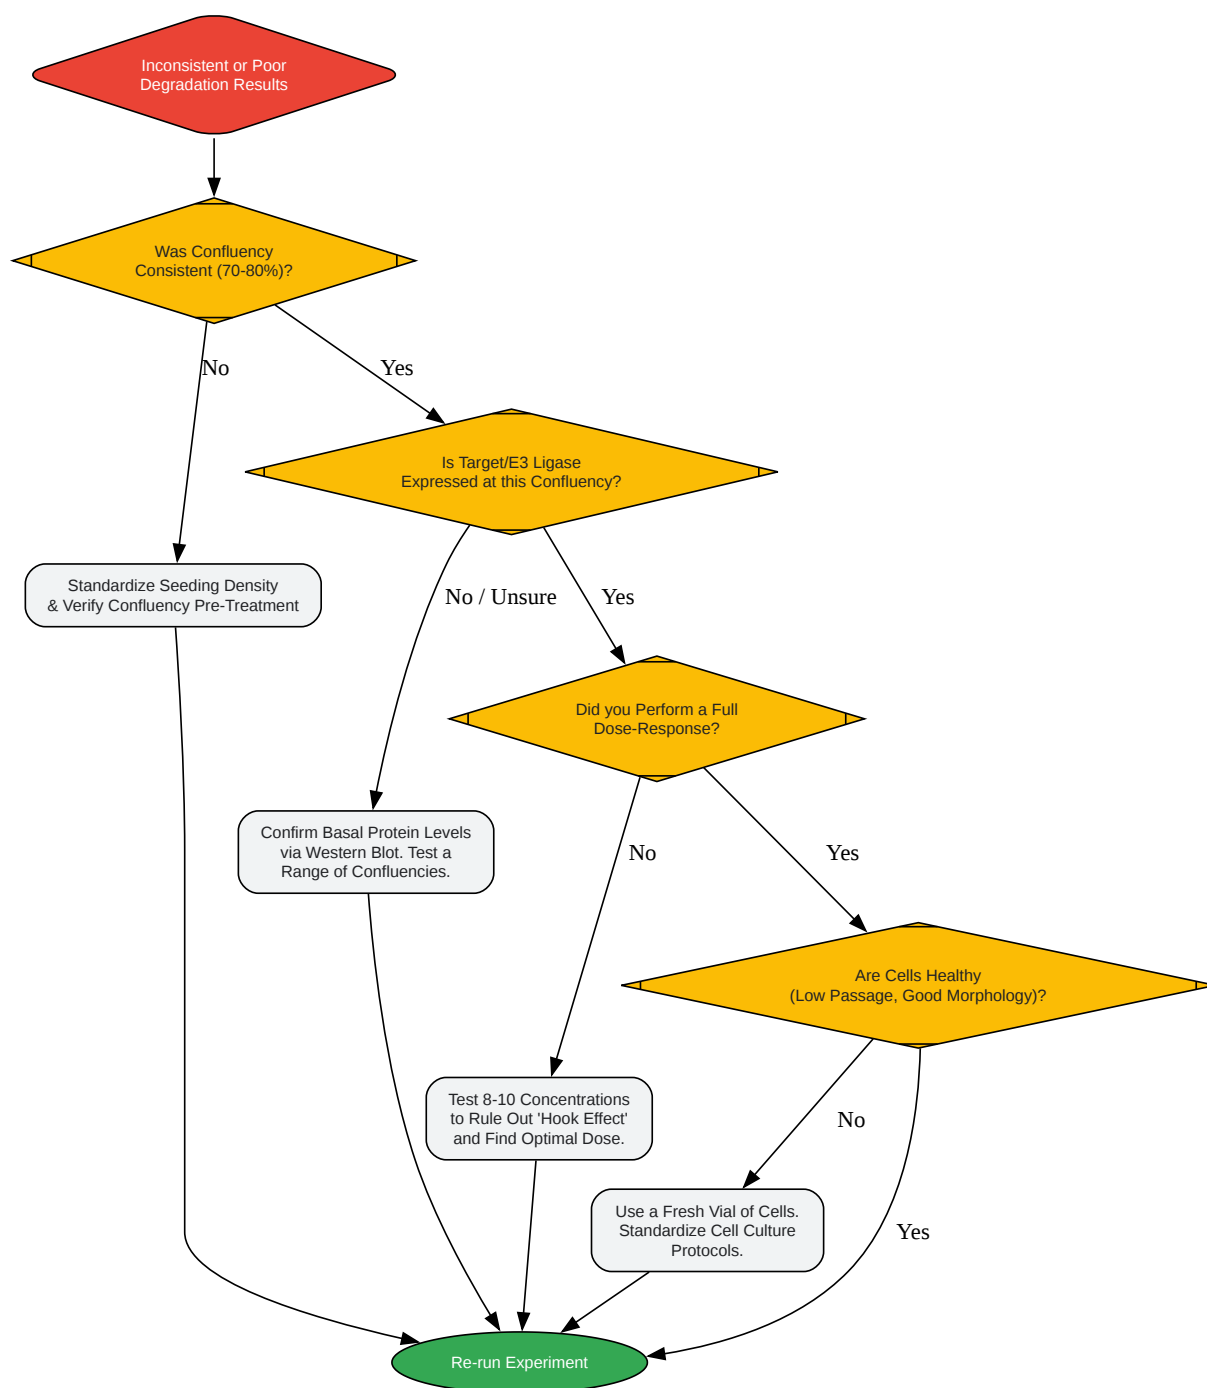 Inconsistent or Poor
Degradation Results
Was Confluency
Consistent (70-80%)?
No
Yes
Is Target/E3 Ligase
Expressed at this Confluency?
Standardize Seeding Density
& Verify Confluency Pre-Treatment
No / Unsure
Yes
Did you Perform a Full
Dose-Response?
Confirm Basal Protein Levels
via Western Blot. Test a
Range of Confluencies.
No
Yes
Are Cells Healthy
(Low Passage, Good Morphology)?
Test 8-10 Concentrations
to Rule Out 'Hook Effect'
and Find Optimal Dose.
No
Use a Fresh Vial of Cells.
Standardize Cell Culture
Protocols.
Yes
Re-run Experiment